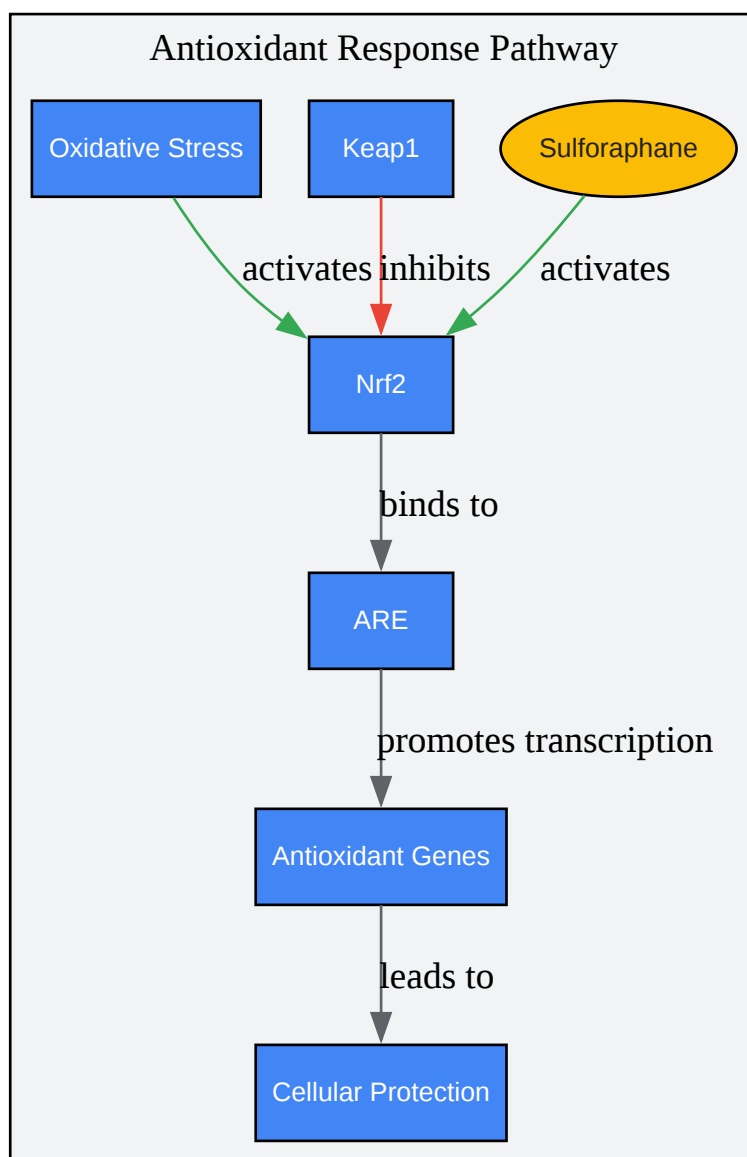 Antioxidant Response Pathway
Oxidative Stress
Keap1
Sulforaphane
activates
inhibits
activates
Nrf2
binds to
ARE
promotes transcription
Antioxidant Genes
leads to
Cellular Protection